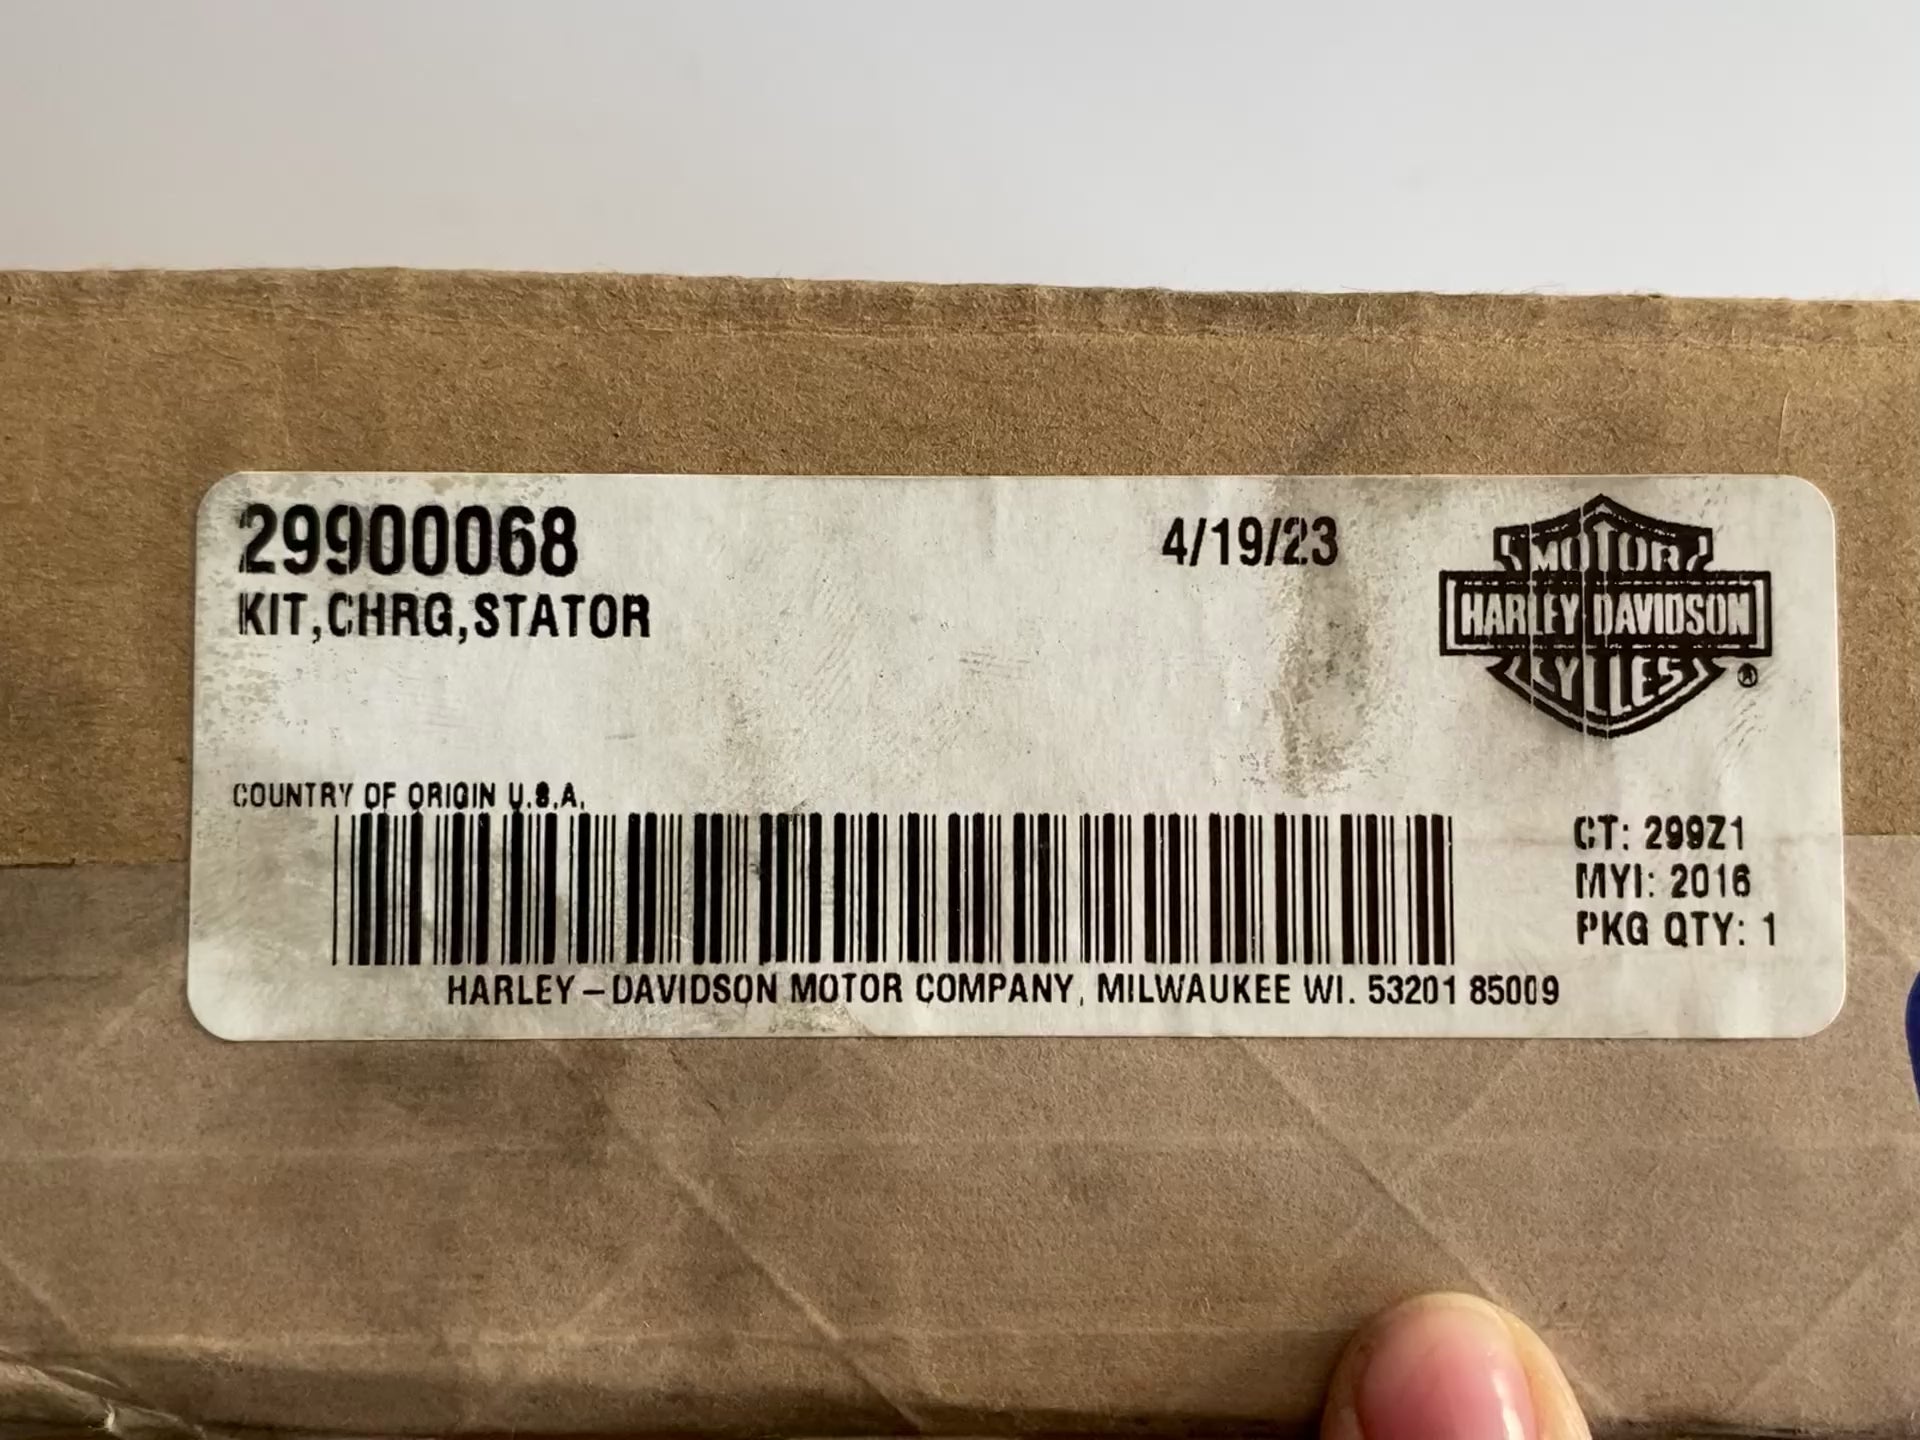 29900068
4/19/23
KIT,CHRG,STATOR
MOTOR
HARLEY-DAVIDSON
CYCLES
®
COUNTRY OF ORIGIN U.S.A.
CT: 299Z1
MYI: 2016
PKG QTY: 1
HARLEY-DAVIDSON MOTOR COMPANY, MILWAUKEE WI. 53201 85009